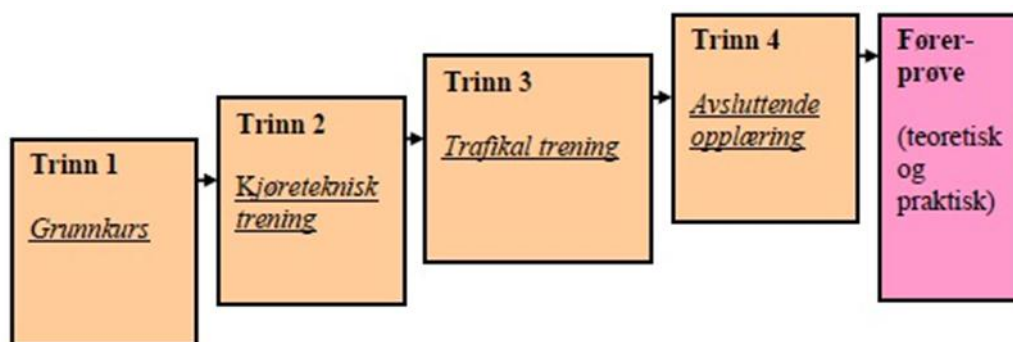 Trinn 1
Grunnkurs
Trinn 2
Kjøreteknisk
trening
Trinn 3
Trafikal trening
Trinn 4
Avsluttende
opplæring
Fører-
prøve
(teoretisk
og
praktisk)